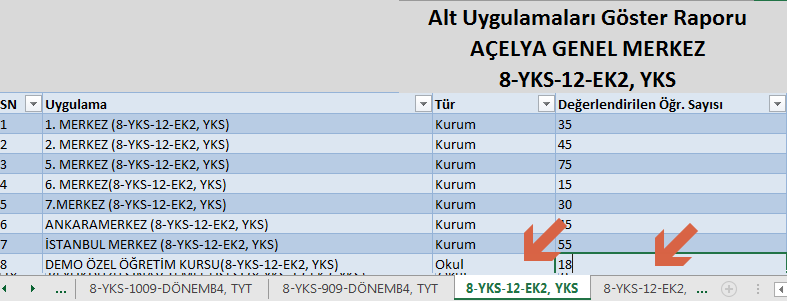 Alt Uygulamaları Göster Raporu
AÇELYA GENEL MERKEZ
8-YKS-12-EK2, YKS
SN Uygulama Tür Değerlendirilen Öğr. Sayısı
1 1. MERKEZ (8-YKS-12-EK2, YKS) Kurum 35
2 2. MERKEZ (8-YKS-12-EK2, YKS) Kurum 45
3 5. MERKEZ (8-YKS-12-EK2, YKS) Kurum 75
4 6. MERKEZ(8-YKS-12-EK2, YKS) Kurum 15
5 7.MERKEZ (8-YKS-12-EK2, YKS) Kurum 30
6 ANKARAMERKEZ (8-YKS-12-EK2, YKS) Kurum
7 İSTANBUL MERKEZ (8-YKS-12-EK2, YKS) Kurum 55
8 DEMO ÖZEL ÖĞRETİM KURSU(8-YKS-12-EK2, YKS) Okul 18
... 8-YKS-1009-DÖNEMB4, TYT 8-YKS-909-DÖNEMB4, TYT 8-YKS-12-EK2, YKS 8-YKS-12-EK2, ...